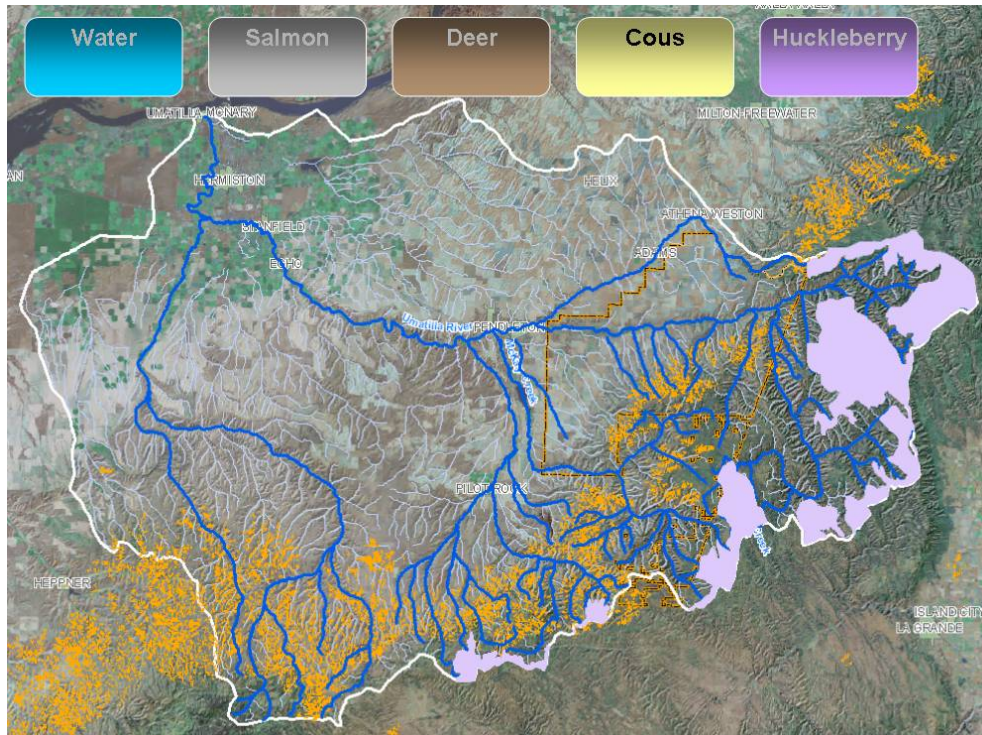 Water
Salmon
Deer
Cous
Huckleberry
UMATILLA
MCNARY
MILTON-FREEWATER
HERMISTON
HELIX
STANFIELD
ATHENA
WESTON
ECHO
ADAMS
Umatilla River
PENDLETON
PILOT ROCK
HEPPNER
ISLAND CITY
LA GRANDE